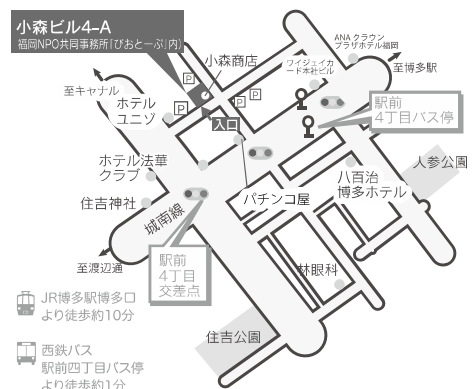 小森ビル4-A
福岡NPO共同事務所「びおとーぷ」内)
小森商店
P
P
P
P
ANAクラウン
プラザホテル福岡
ワイジェイカ
ード本社ビル
至博多駅
至キャナル
ホテル
ユニゾ
入口
駅前
4丁目バス停
人参公園
ホテル法華
クラブ
八百治
博多ホテル
パチンコ屋
住吉神社
城南線
駅前
4丁目
交差点
至渡辺通
林眼科
住吉公園
JR博多駅博多口
より徒歩約10分
西鉄バス
駅前四丁目バス停
より徒歩約1分